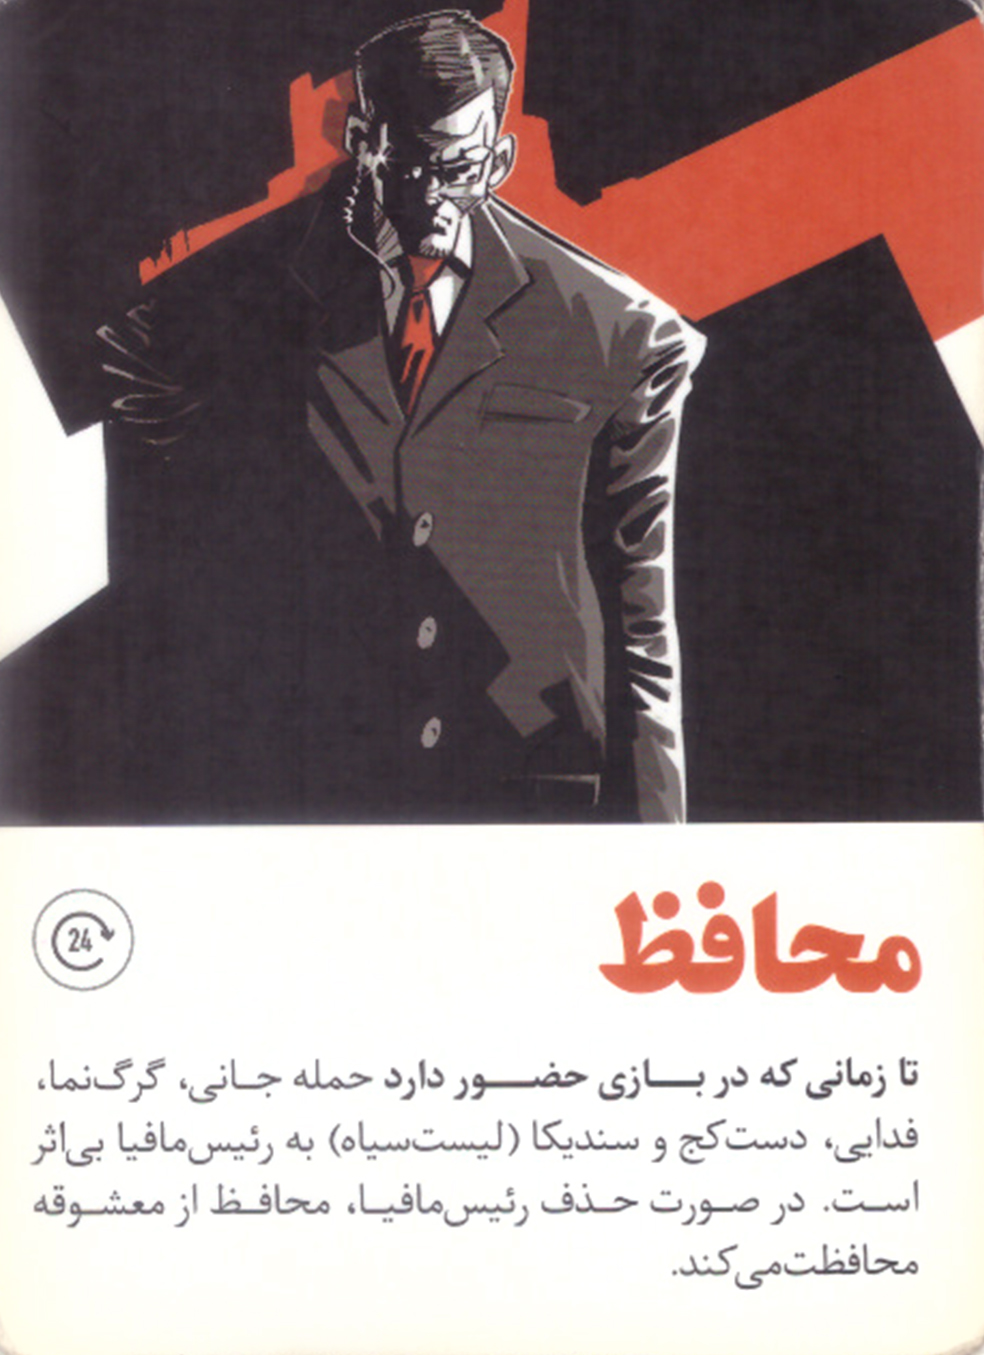 محافظ
24
تا زمانی که در بازی حضور دارد حمله جانی، گرگ‌نما،
فدایی، دست‌کج و سندیکا (لیست‌سیاه) به رئیس‌مافیا بی‌اثر
است. در صورت حذف رئیس‌مافیا، محافظ از معشوقه
محافظت‌می‌کند.